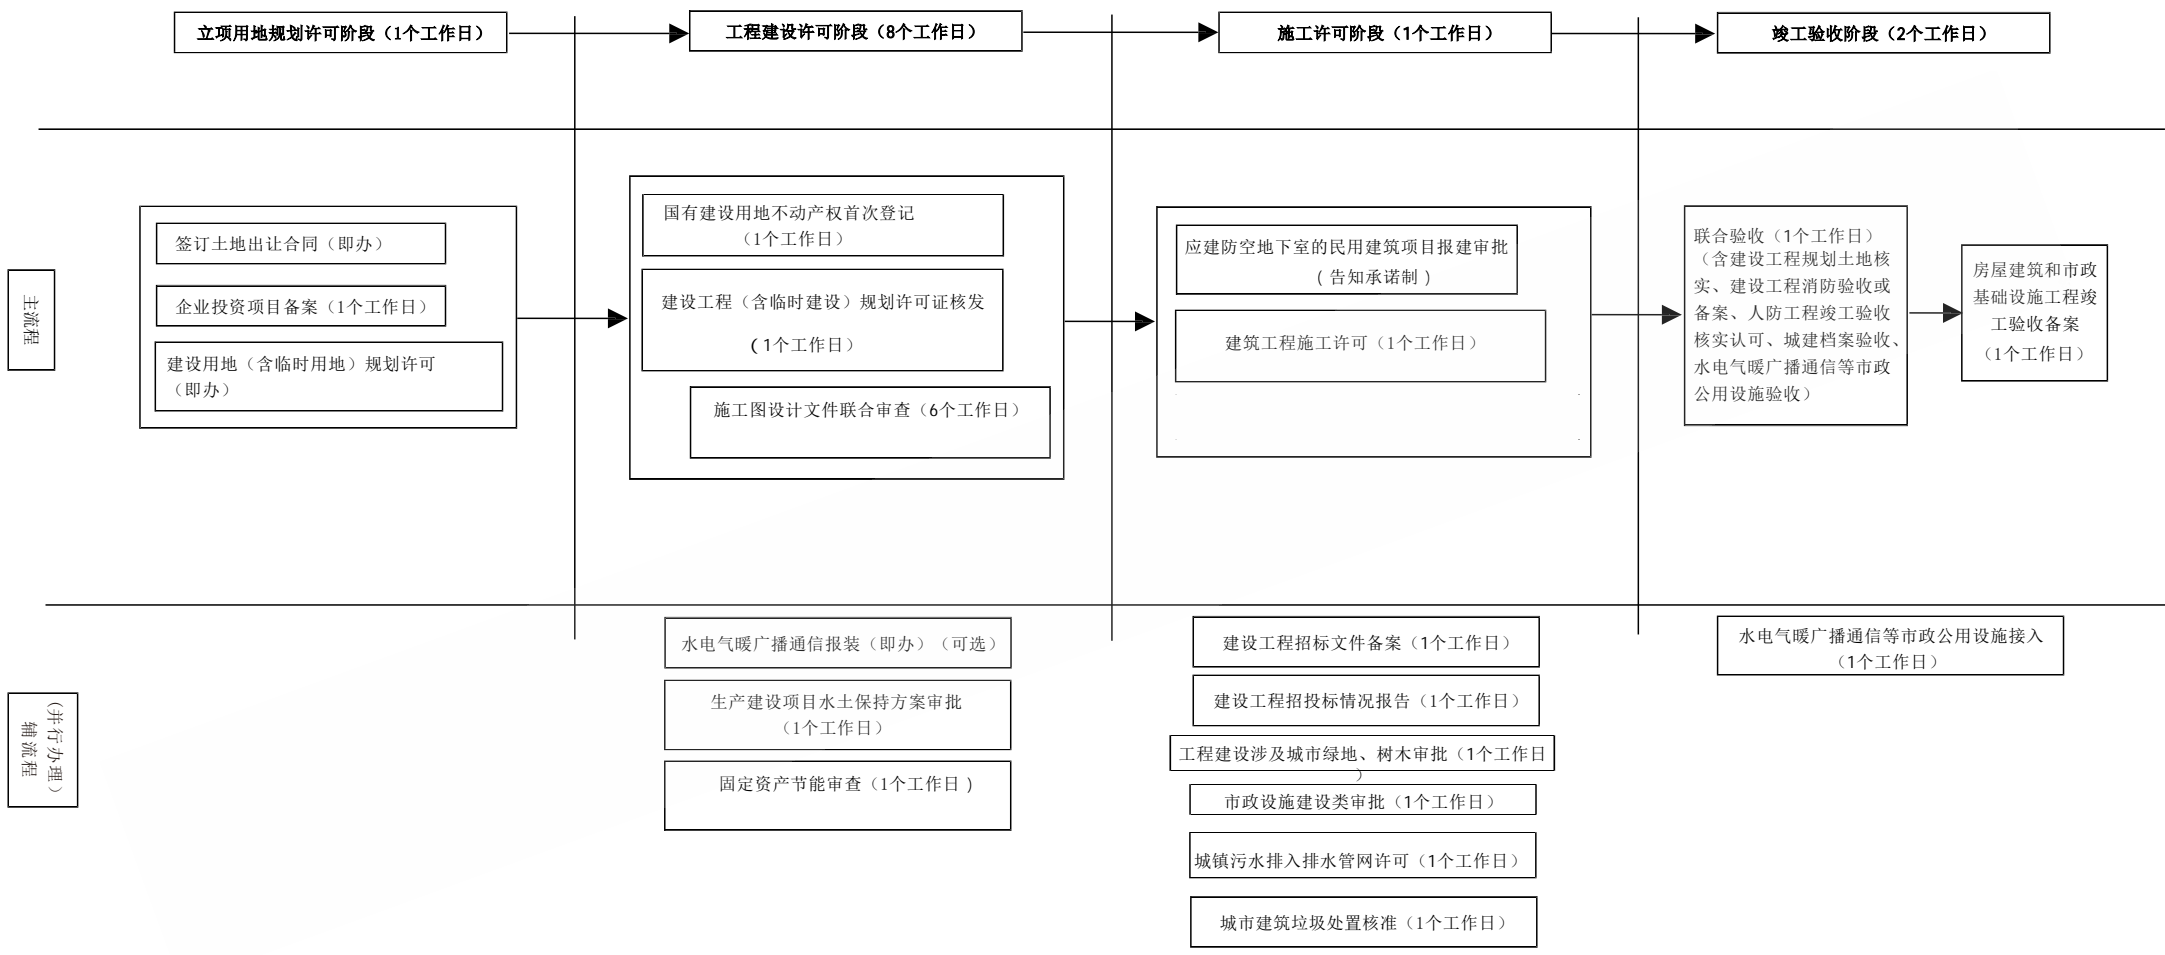 立项用地规划许可阶段（1个工作日）
工程建设许可阶段（8个工作日）
施工许可阶段（1个工作日）
竣工验收阶段（2个工作日）
主流程
签订土地出让合同（即办）
企业投资项目备案（1个工作日）
建设用地（含临时用地）规划许可
（即办）
国有建设用地不动产权首次登记
（1个工作日）
建设工程（含临时建设）规划许可证核发
(1个工作日）
施工图设计文件联合审查（6个工作日）
应建防空地下室的民用建筑项目报建审批
(告知承诺制)
建筑工程施工许可（1个工作日）
联合验收（1个工作日）
（含建设工程规划土地核
实、建设工程消防验收或
备案、人防工程竣工验收
核实认可、城建档案验收、
水电气暖广播通信等市政
公用设施验收）
房屋建筑和市政
基础设施工程竣
工验收备案
（1个工作日）
(并行办理）
辅流程
水电气暖广播通信报装（即办）（可选）
生产建设项目水土保持方案审批
（1个工作日）
固定资产节能审查（1个工作日)
建设工程招标文件备案（1个工作日）
建设工程招投标情况报告（1个工作日）
工程建设涉及城市绿地、树木审批（1个工作日
）
市政设施建设类审批（1个工作日）
城镇污水排入排水管网许可（1个工作日）
城市建筑垃圾处置核准（1个工作日）
水电气暖广播通信等市政公用设施接入
（1个工作日）